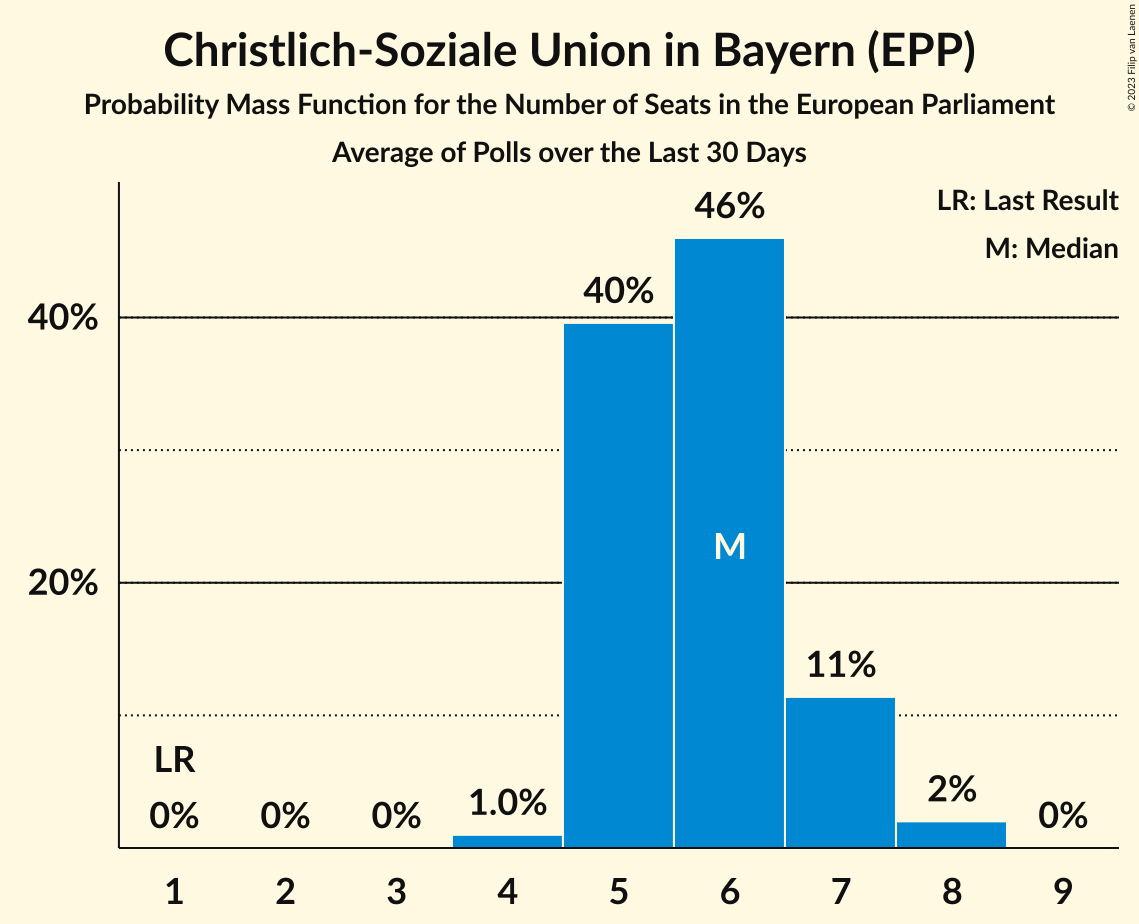 Christlich-Soziale Union in Bayern (EPP)
Probability Mass Function for the Number of Seats in the European Parliament
Average of Polls over the Last 30 Days
© 2023 Filip van Laenen
LR: Last Result
M: Median
46%
40%
40%
M
20%
11%
LR
0%
0%
0%
1.0%
2%
0%
1
2
3
4
5
6
7
8
9